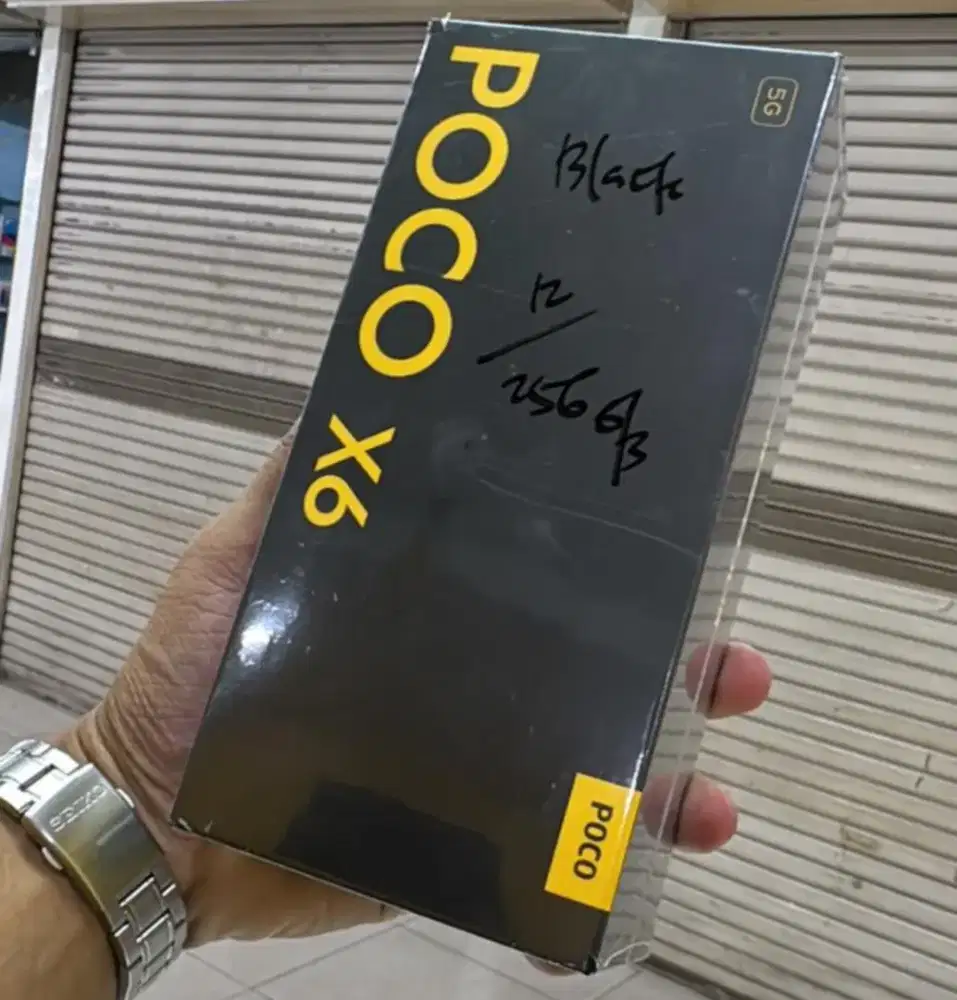 POCO X6
5G
Black
12
256GB
POCO
SEIKO